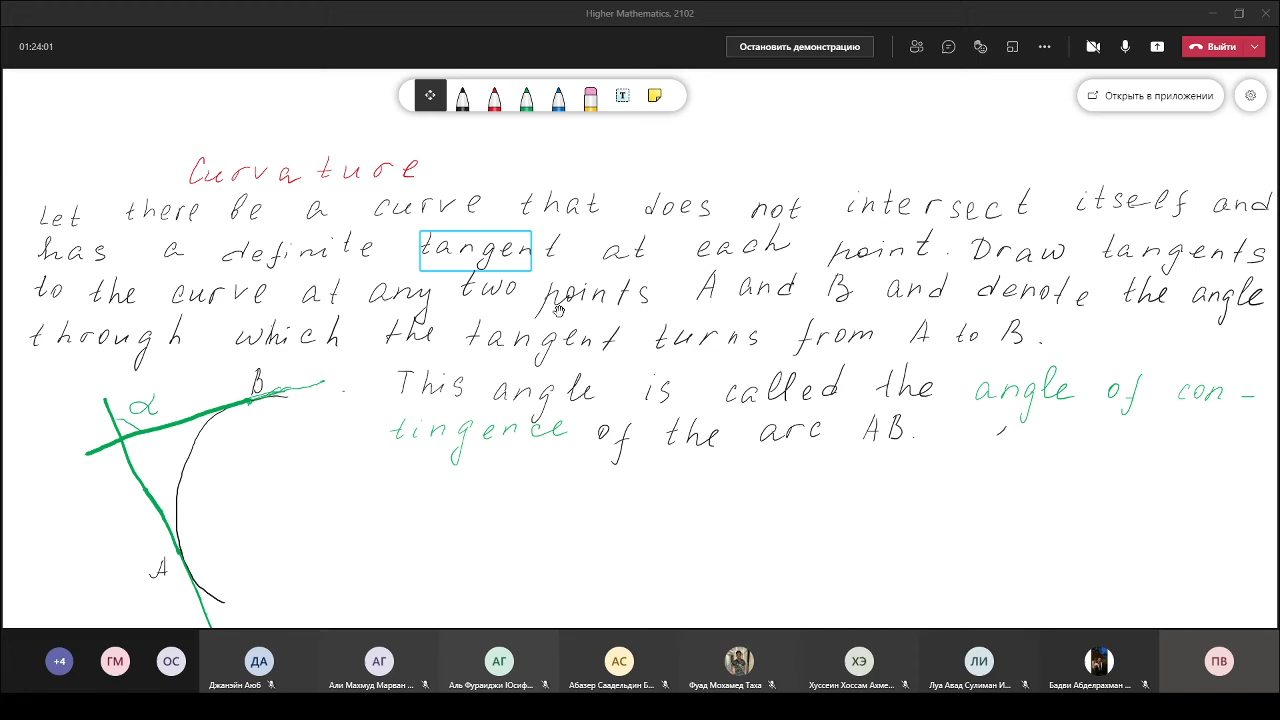 Higher Mathematics, 2102
01:24:01
Остановить демонстрацию
Выйти
Открыть в приложении
Curvature
Let there be a curve that does not intersect itself and
has a definite tangent at each point. Draw tangents
to the curve at any two points A and B and denote the angle
through which the tangent turns from A to B.
This angle is called the angle of con-
tingence of the arc AB.
B
α
A
+4
ГМ
ОС
ДА
АГ
АГ
АС
ХЭ
ЛИ
ПВ
Джанэйн Аюб
Али Махмуд Марван ...
Аль Фураиджи Юсиф...
Абазер Саадельдин Б...
Фуад Мохамед Таха
Хуссеин Хоссам Ахме...
Луа Авад Сулиман И...
Бадви Абделрахман ...